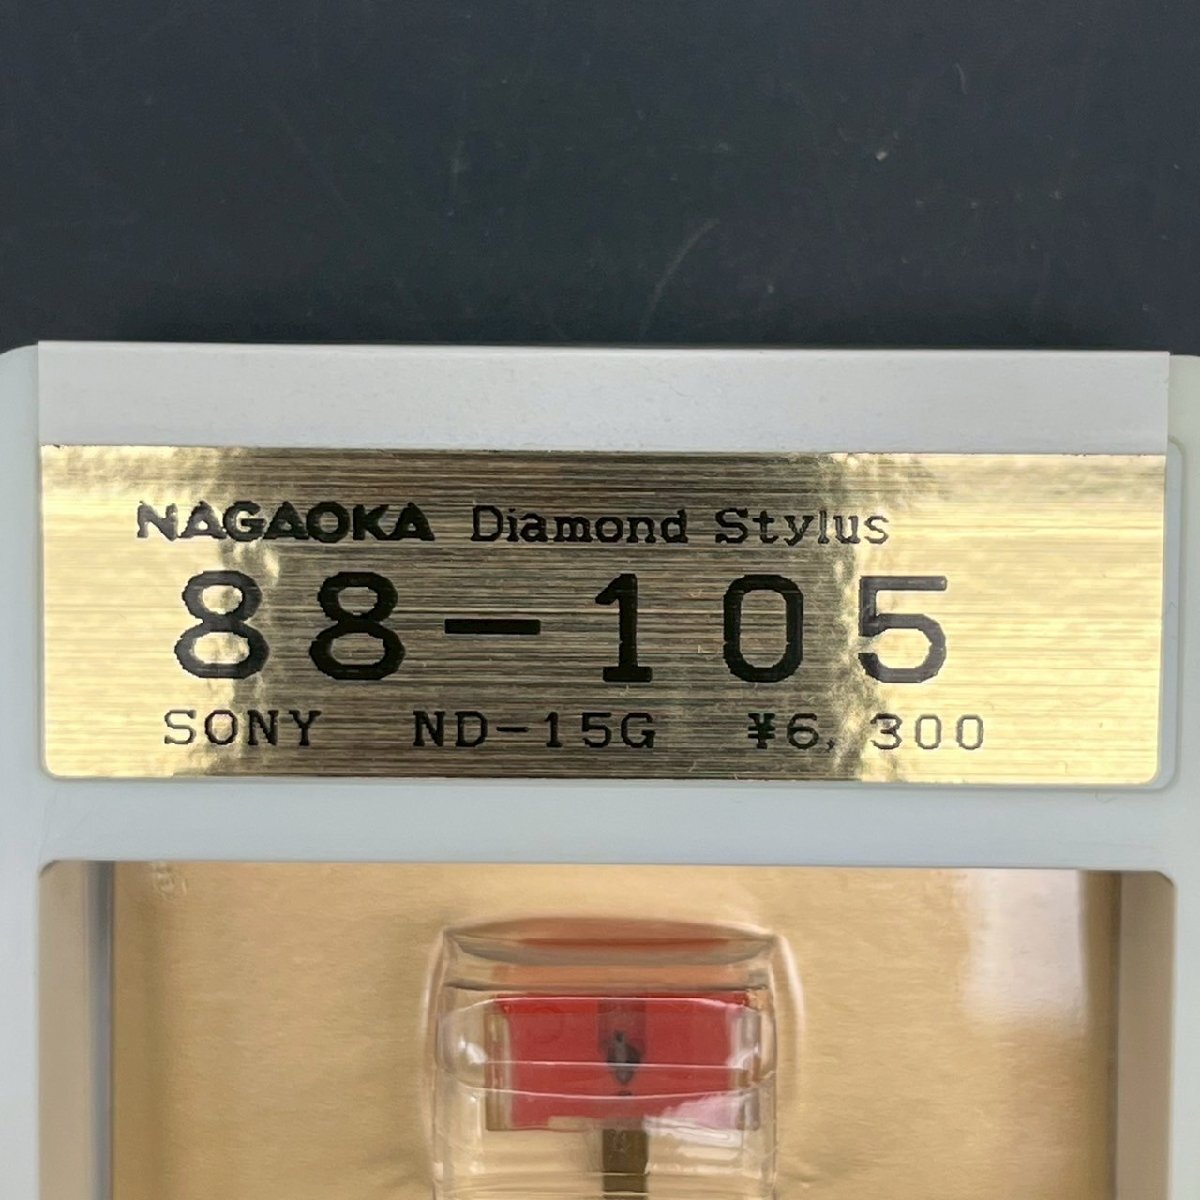 NAGAOKA Diamond Stylus
88-105
SONY ND-15G ¥6,300